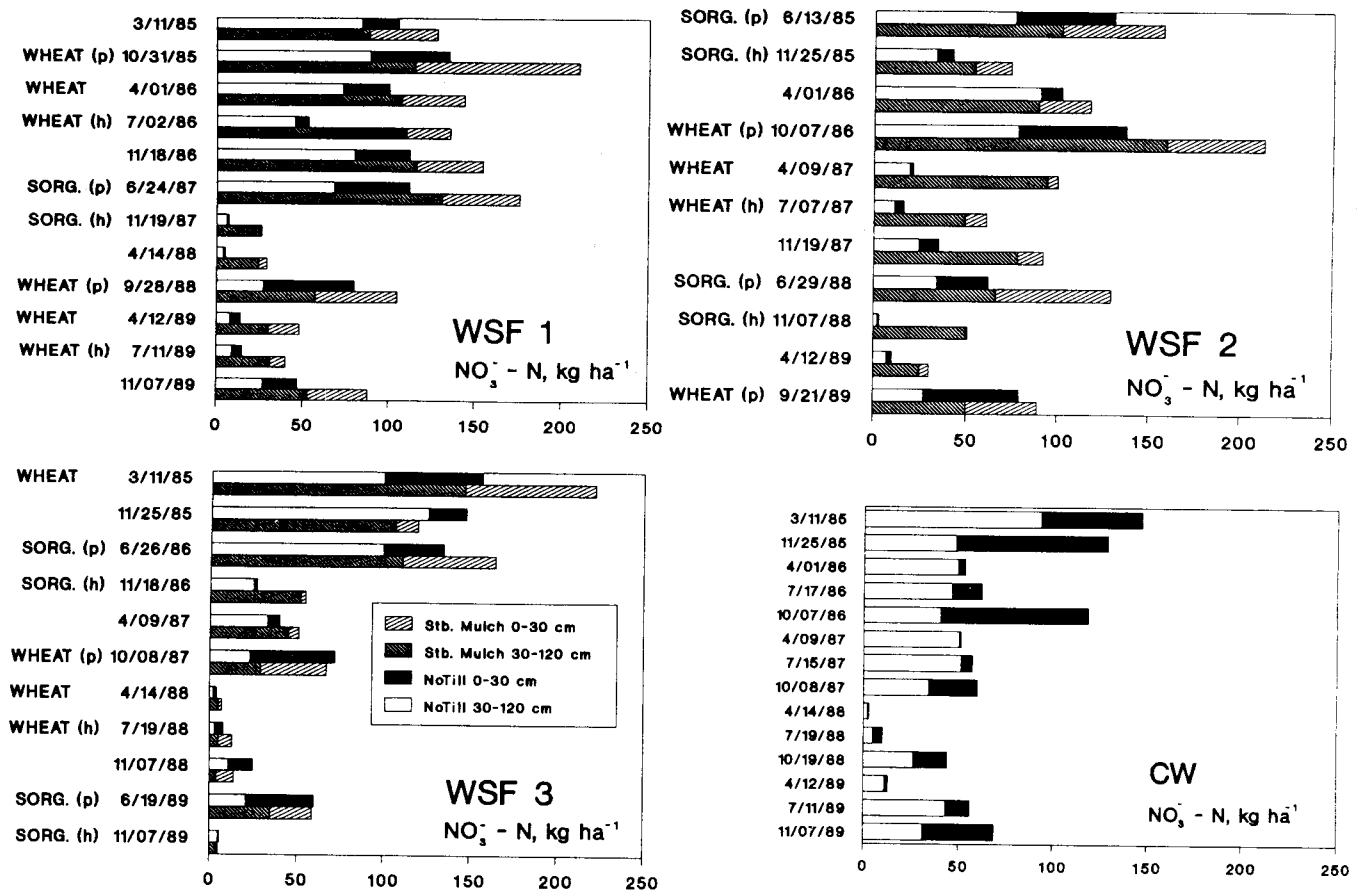 3/11/85
WHEAT (p) 10/31/85
WHEAT 4/01/86
WHEAT (h) 7/02/86
11/18/86
SORG. (p) 6/24/87
SORG. (h) 11/19/87
4/14/88
WHEAT (p) 9/28/88
WHEAT 4/12/89
WHEAT (h) 7/11/89
11/07/89
WSF 1
NO₃⁻ - N, kg ha⁻¹
0 50 100 150 200 250
SORG. (p) 6/13/85
SORG. (h) 11/25/85
4/01/86
WHEAT (p) 10/07/86
WHEAT 4/09/87
WHEAT (h) 7/07/87
11/19/87
SORG. (p) 6/29/88
SORG. (h) 11/07/88
4/12/89
WHEAT (p) 9/21/89
WSF 2
NO₃⁻ - N, kg ha⁻¹
0 50 100 150 200 250
WHEAT 3/11/85
11/25/85
SORG. (p) 6/26/86
SORG. (h) 11/18/86
4/09/87
WHEAT (p) 10/08/87
WHEAT 4/14/88
WHEAT (h) 7/19/88
11/07/88
SORG. (p) 6/19/89
SORG. (h) 11/07/89
Stb. Mulch 0-30 cm
Stb. Mulch 30-120 cm
NoTill 0-30 cm
NoTill 30-120 cm
WSF 3
NO₃⁻ - N, kg ha⁻¹
0 50 100 150 200 250
3/11/85
11/25/85
4/01/86
7/17/86
10/07/86
4/09/87
7/15/87
10/08/87
4/14/88
7/19/88
10/19/88
4/12/89
7/11/89
11/07/89
CW
NO₃⁻ - N, kg ha⁻¹
0 50 100 150 200 250